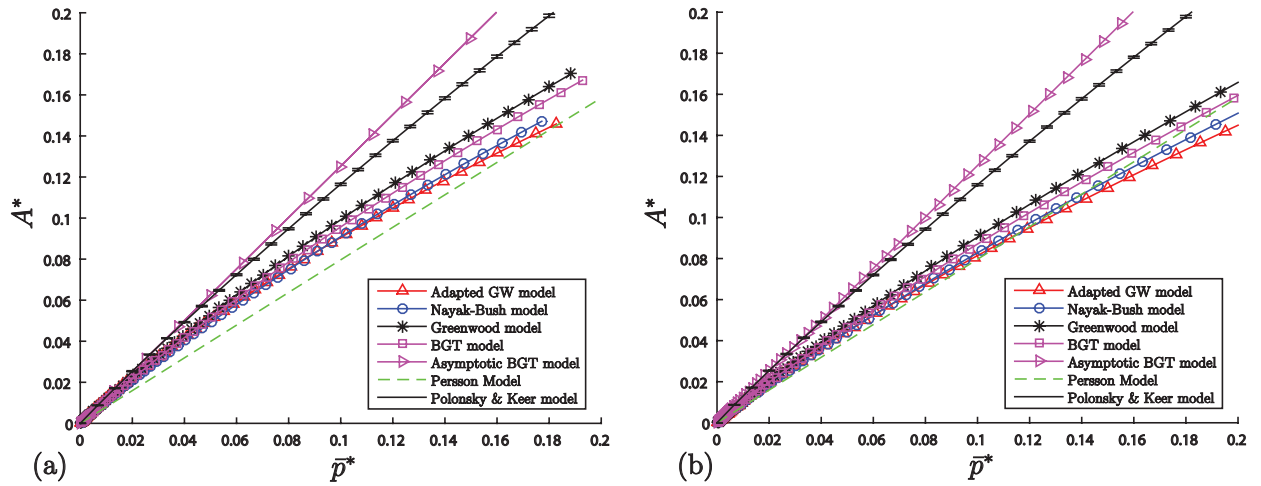 0.2
0.18
0.16
0.14
0.12
0.1
0.08
0.06
0.04
0.02
0
A*
Adapted GW model
Nayak-Bush model
Greenwood model
BGT model
Asymptotic BGT model
Persson Model
Polonsky & Keer model
0 0.02 0.04 0.06 0.08 0.1 0.12 0.14 0.16 0.18 0.2
(a)
p̄*
0.2
0.18
0.16
0.14
0.12
0.1
0.08
0.06
0.04
0.02
0
A*
Adapted GW model
Nayak-Bush model
Greenwood model
BGT model
Asymptotic BGT model
Persson Model
Polonsky & Keer model
0 0.02 0.04 0.06 0.08 0.1 0.12 0.14 0.16 0.18 0.2
(b)
p̄*